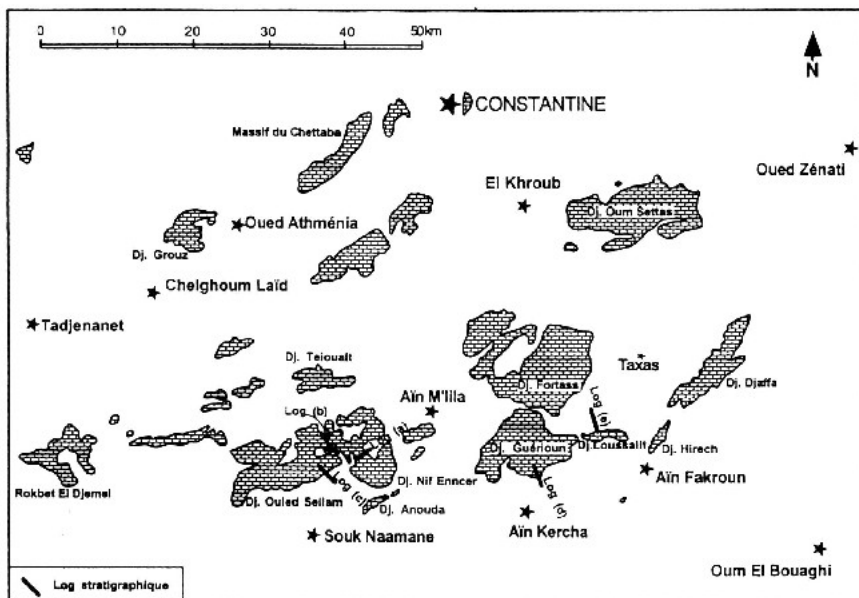 0 10 20 30 40 50km
N
CONSTANTINE
Massif du Chettaba
Oued Zénati
El Khroub
Dj. Oum Settas
Oued Athménia
Dj. Grouz
Chelghoum Laïd
Tadjenanet
Dj. Teioualt
Taxas
Aïn M'lila
Dj. Fortass
Dj. Djaffa
Log (b)
Log (e)
Dj. Guérioun
Dj. Loussalit
Dj. Hirech
Aïn Fakroun
Rokbet El Djemel
Dj. Ouled Sellam
Log (c)
Dj. Nif Enncer
Log (d)
Dj. Anouda
Souk Naamane
Aïn Kercha
Oum El Bouaghi
Log stratigraphique